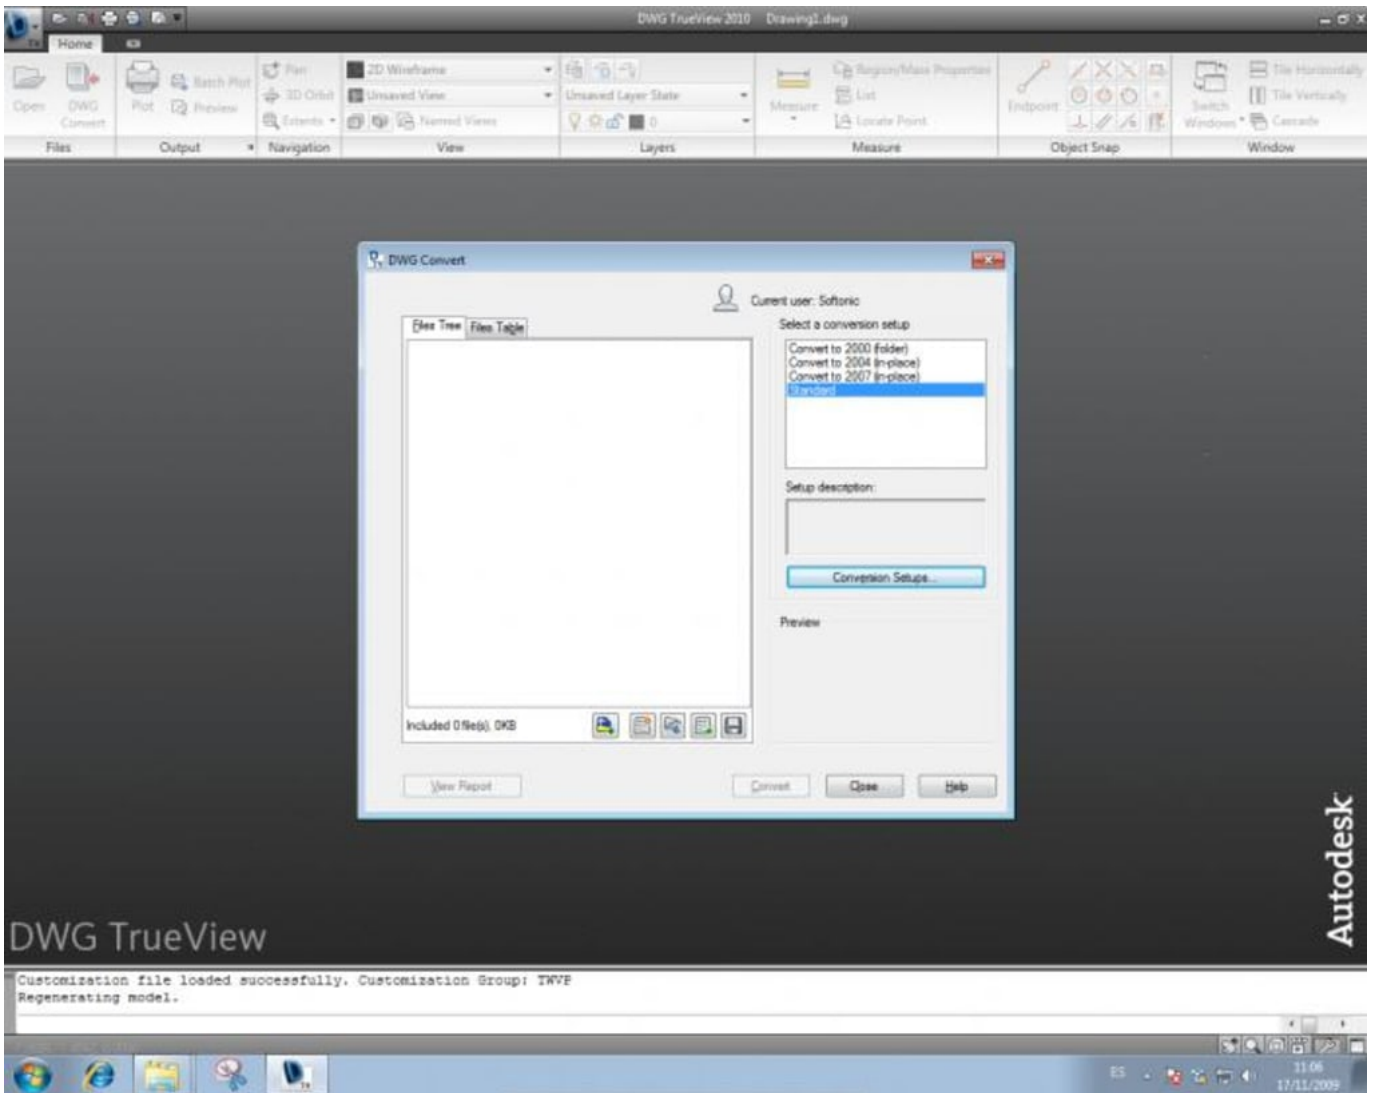 DWG TrueView 2010 Drawing1.dwg
Home
Open
DWG Convert
Plot
Batch Plot
Preview
Pan
3D Orbit
Extents
2D Wireframe
Unsaved View
Named Views
Unsaved Layer State
0
Measure
Region/Mass Properties
List
Locate Point
Endpoint
Switch Windows
Tile Horizontally
Tile Vertically
Cascade
Files
Output
Navigation
View
Layers
Measure
Object Snap
Window
DWG Convert
Current user: Softonic
Files Tree
Files Table
Select a conversion setup
Convert to 2000 (folder)
Convert to 2004 (in-place)
Convert to 2007 (in-place)
Standard
Setup description:
Conversion Setups...
Preview
Included 0 file(s), 0KB
View Report
Convert
Close
Help
Autodesk
DWG TrueView
Customization file loaded successfully. Customization Group: TWVP
Regenerating model.
ES
11:06
17/11/2009